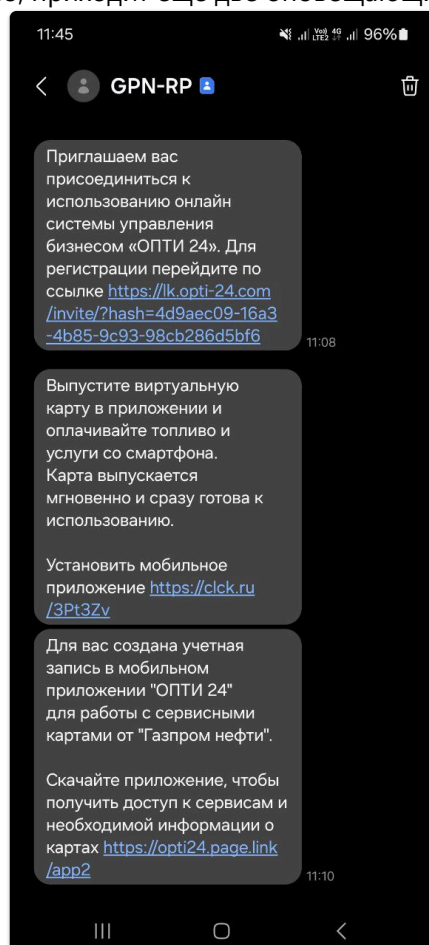 11:45
Vo)) 4G LTE2 96%
GPN-RP
Приглашаем вас
присоединиться к
использованию онлайн
системы управления
бизнесом «ОПТИ 24». Для
регистрации перейдите по
ссылке https://lk.opti-24.com
/invite/?hash=4d9aec09-16a3
-4b85-9c93-98cb286d5bf6
11:08
Выпустите виртуальную
карту в приложении и
оплачивайте топливо и
услуги со смартфона.
Карта выпускается
мгновенно и сразу готова к
использованию.
Установить мобильное
приложение https://clck.ru
/3Pt3Zv
Для вас создана учетная
запись в мобильном
приложении "ОПТИ 24"
для работы с сервисными
картами от "Газпром нефти".
Скачайте приложение, чтобы
получить доступ к сервисам и
необходимой информации о
картах https://opti24.page.link
/app2
11:10